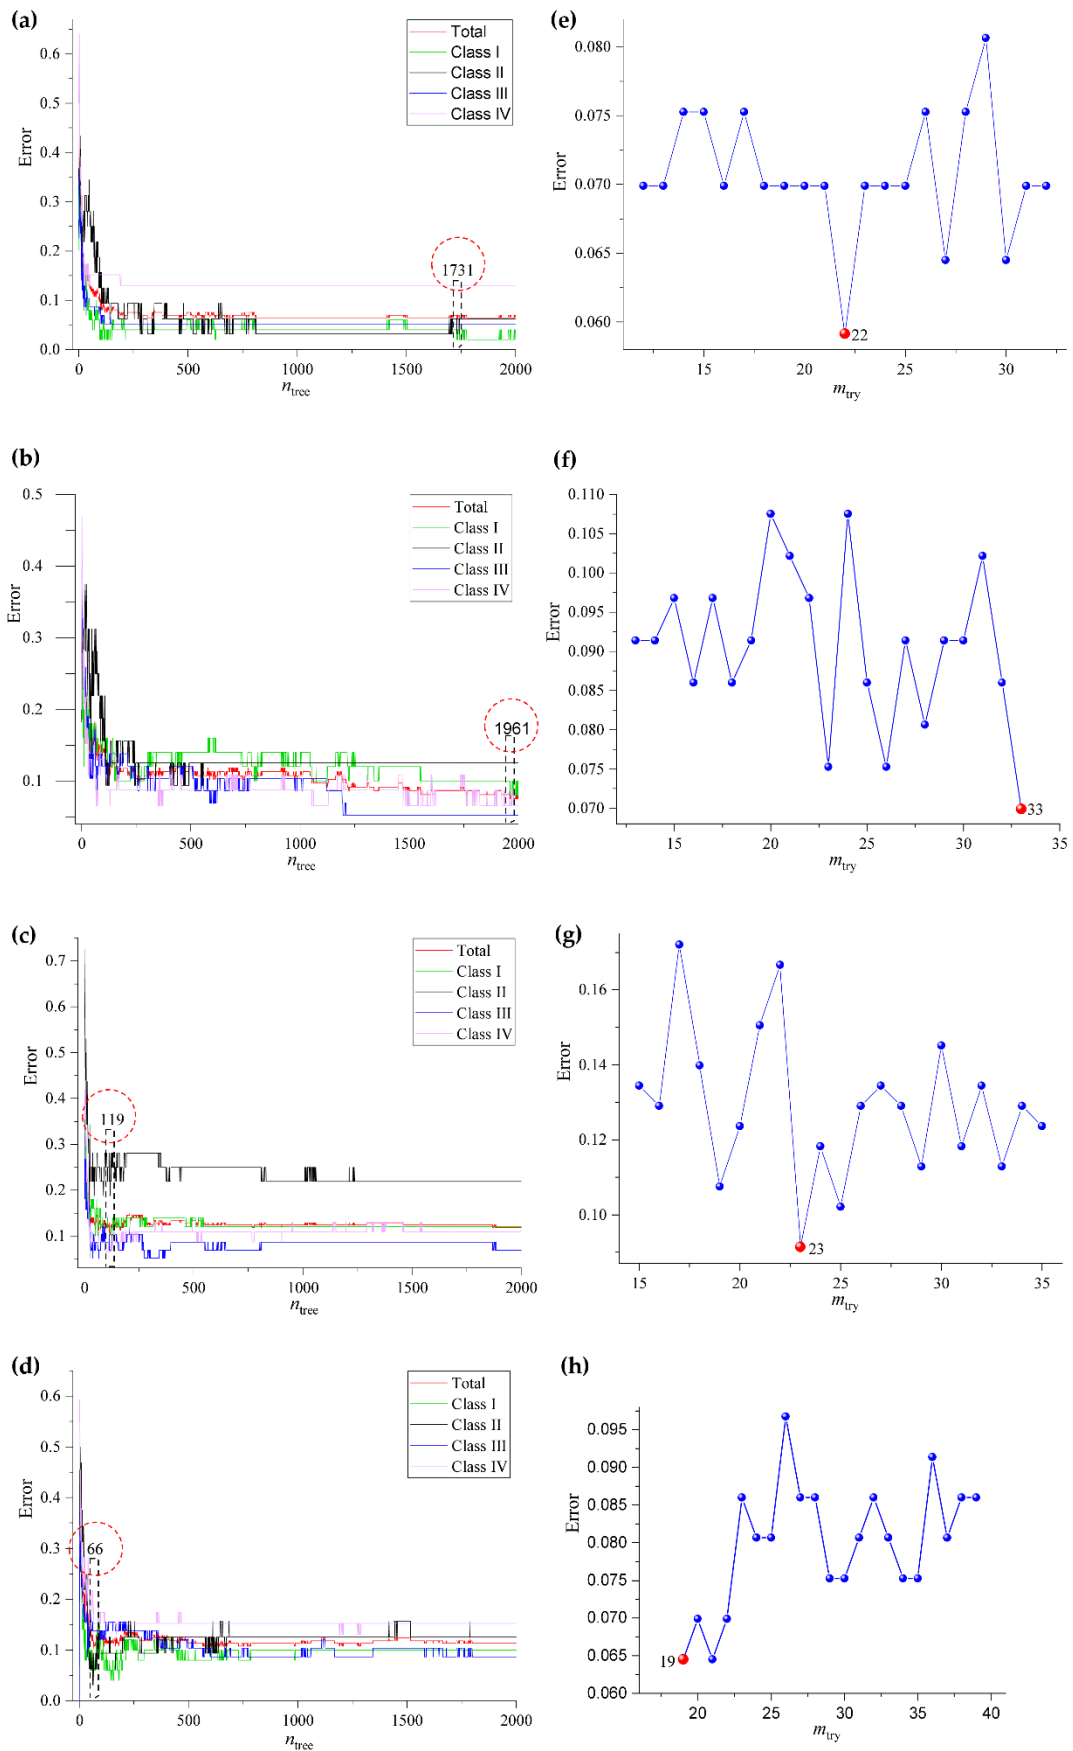 (a)
0.6
0.5
0.4
0.3
0.2
0.1
0.0
Error
Total
Class I
Class II
Class III
Class IV
1731
0 500 1000 1500 2000
n_tree
(e)
0.080
0.075
0.070
0.065
0.060
Error
22
15 20 25 30
m_try
(b)
0.5
0.4
0.3
0.2
0.1
Error
Total
Class I
Class II
Class III
Class IV
1961
0 500 1000 1500 2000
n_tree
(f)
0.110
0.105
0.100
0.095
0.090
0.085
0.080
0.075
0.070
Error
33
15 20 25 30 35
m_try
(c)
0.7
0.6
0.5
0.4
0.3
0.2
0.1
Error
Total
Class I
Class II
Class III
Class IV
119
0 500 1000 1500 2000
n_tree
(g)
0.16
0.14
0.12
0.10
Error
23
15 20 25 30 35
m_try
(d)
0.6
0.5
0.4
0.3
0.2
0.1
0.0
Error
Total
Class I
Class II
Class III
Class IV
66
0 500 1000 1500 2000
n_tree
(h)
0.095
0.090
0.085
0.080
0.075
0.070
0.065
0.060
Error
19
20 25 30 35 40
m_try